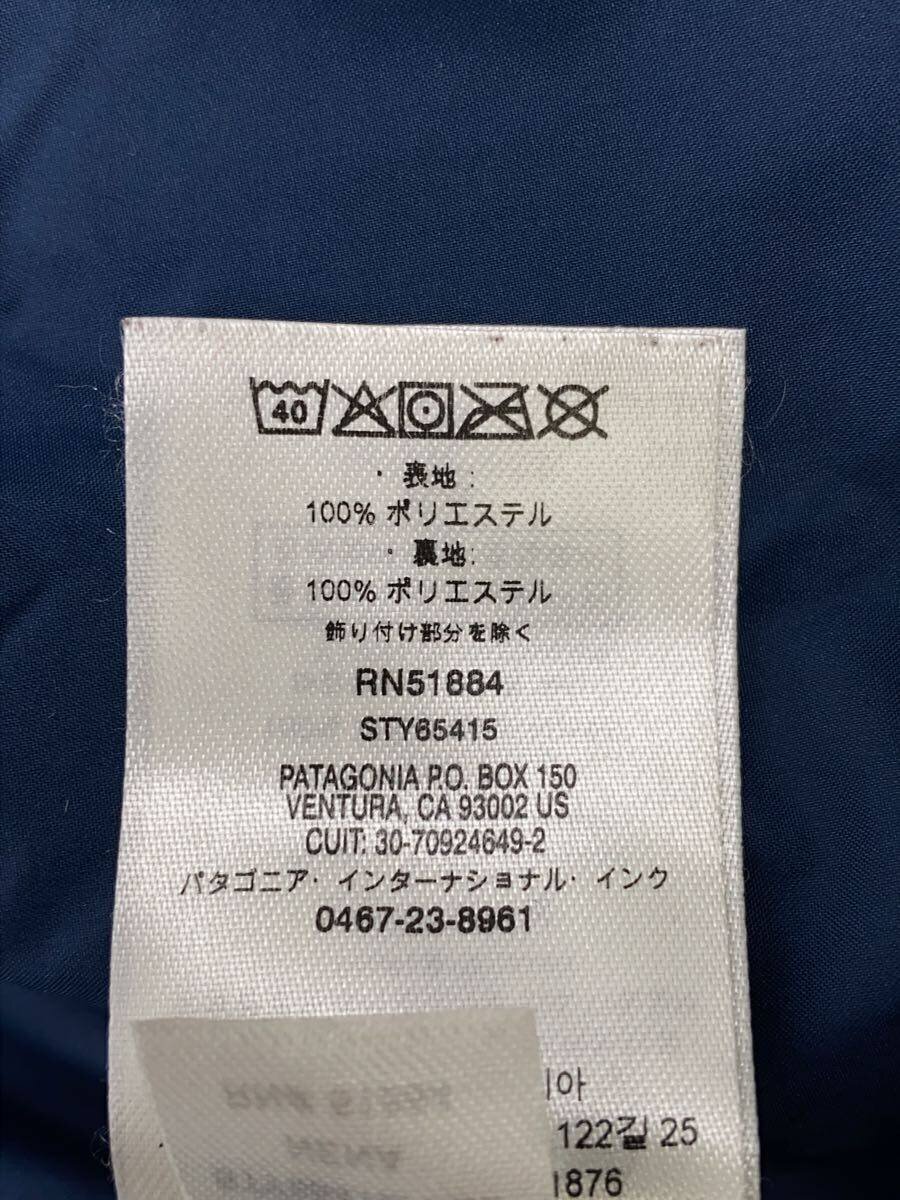 40
・表地:
100% ポリエステル
・裏地:
100% ポリエステル
飾り付け部分を除く
RN51884
STY65415
PATAGONIA P.O. BOX 150
VENTURA, CA 93002 US
CUIT: 30-70924649-2
パタゴニア・インターナショナル・インク
0467-23-8961
아
122길 25
1876